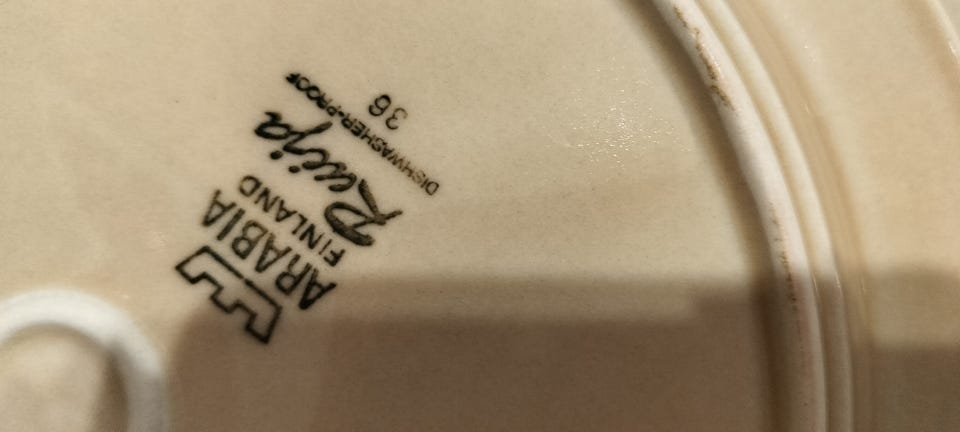 ARABIA
FINLAND
Ruija
DISHWASHER-PROOF
36